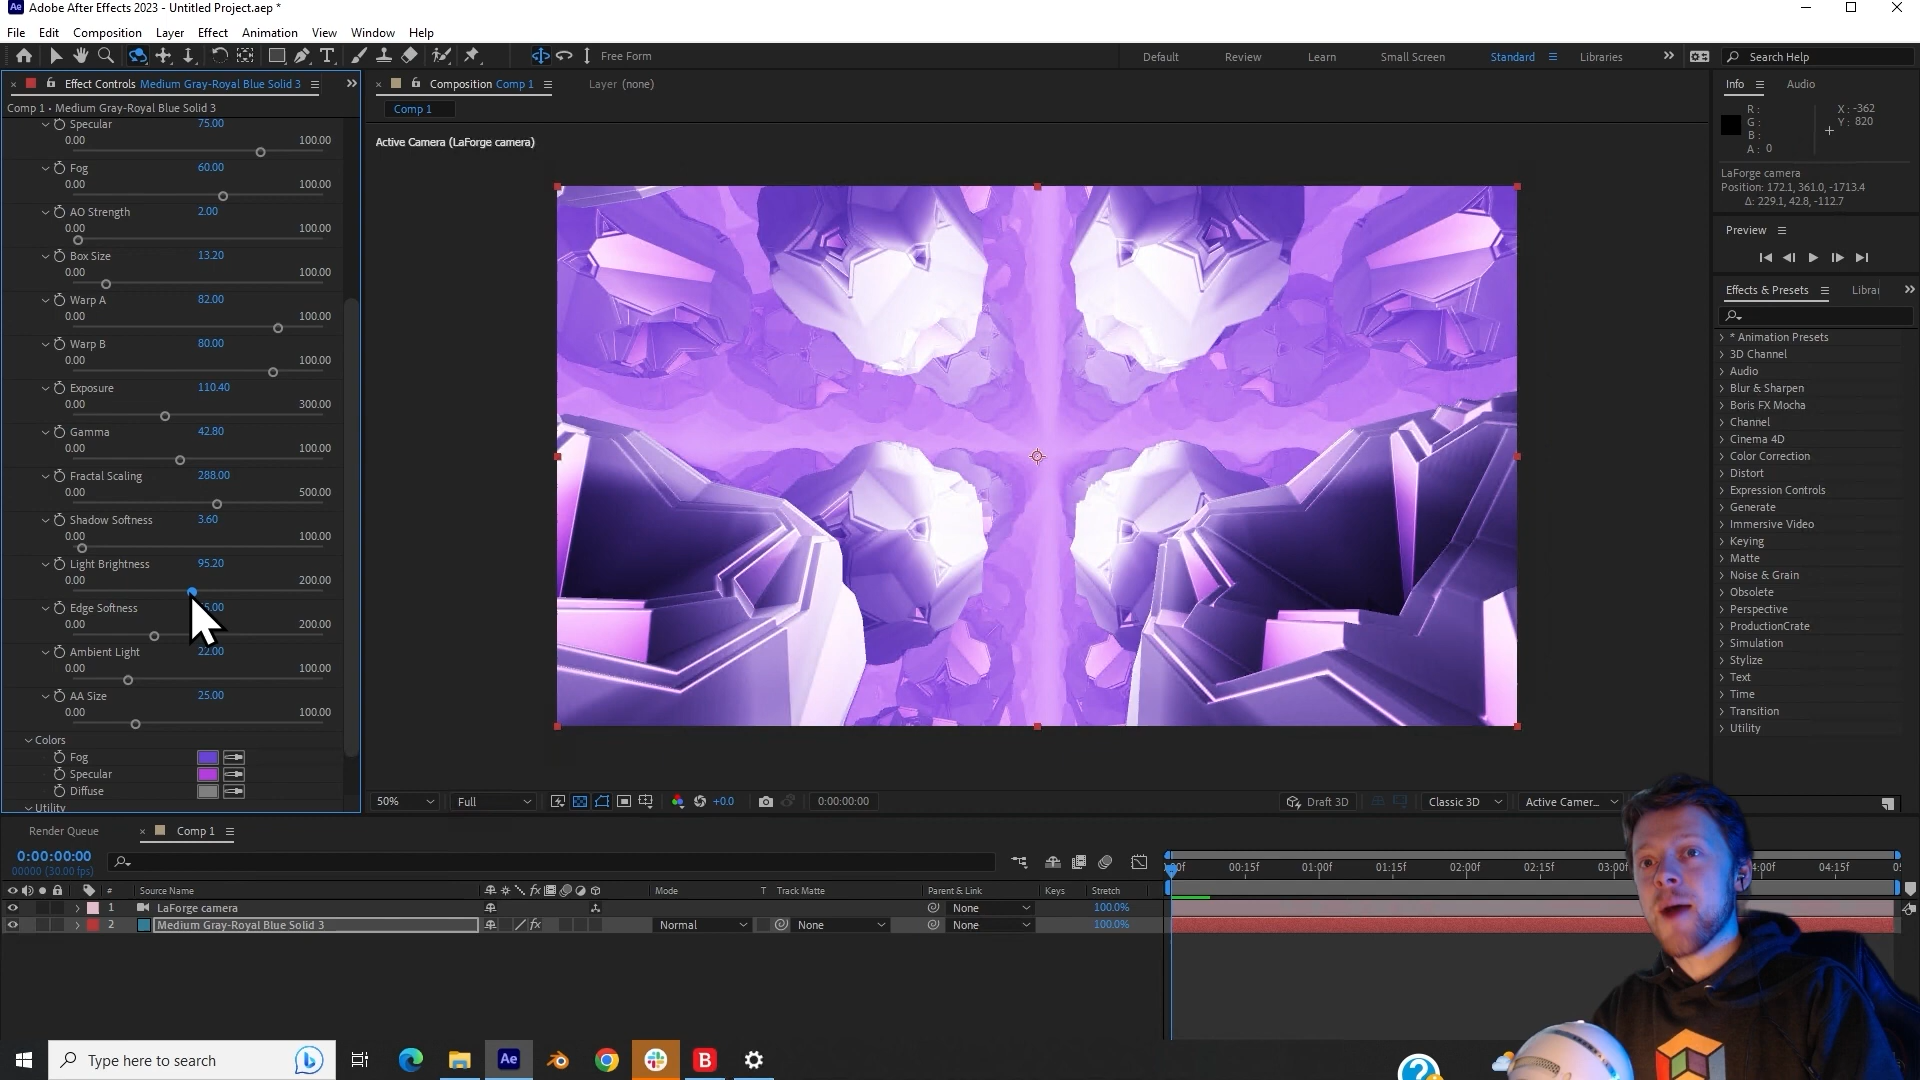 Adobe After Effects 2023 - Untitled Project.aep *
File Edit Composition Layer Effect Animation View Window Help
Free Form
Default Review Learn Small Screen Standard Libraries
Search Help
Effect Controls Medium Gray-Royal Blue Solid 3
Comp 1 • Medium Gray-Royal Blue Solid 3
Specular 75.00
0.00 100.00
Fog 60.00
0.00 100.00
AO Strength 2.00
0.00 100.00
Box Size 13.20
0.00 100.00
Warp A 82.00
0.00 100.00
Warp B 80.00
0.00 100.00
Exposure 110.40
0.00 300.00
Gamma 42.80
0.00 100.00
Fractal Scaling 288.00
0.00 500.00
Shadow Softness 3.60
0.00 100.00
Light Brightness 95.20
0.00 200.00
Edge Softness
0.00 200.00
Ambient Light 22.00
0.00 100.00
AA Size 25.00
0.00 100.00
Colors
Fog
Specular
Diffuse
Utility
Composition Comp 1
Layer (none)
Comp 1
Active Camera (LaForge camera)
50% Full +0.0 0:00:00:00 Draft 3D Classic 3D Active Camer...
Info Audio
R :
G :
B :
A : 0
X : -362
Y : 820
LaForge camera
Position: 172.1, 361.0, -1713.4
Δ: 229.1, 42.8, -112.7
Preview
Effects & Presets Librar
* Animation Presets
3D Channel
Audio
Blur & Sharpen
Boris FX Mocha
Channel
Cinema 4D
Color Correction
Distort
Expression Controls
Generate
Immersive Video
Keying
Matte
Noise & Grain
Obsolete
Perspective
ProductionCrate
Simulation
Stylize
Text
Time
Transition
Utility
Render Queue Comp 1
0:00:00:00
00000 (30.00 fps)
# Source Name Mode T Track Matte Parent & Link Keys Stretch
1 LaForge camera None 100.0%
2 Medium Gray-Royal Blue Solid 3 Normal None None 100.0%
:00f 00:15f 01:00f 01:15f 02:00f 02:15f 03:00f 4:00f 04:15f 05
Type here to search
Ae
B